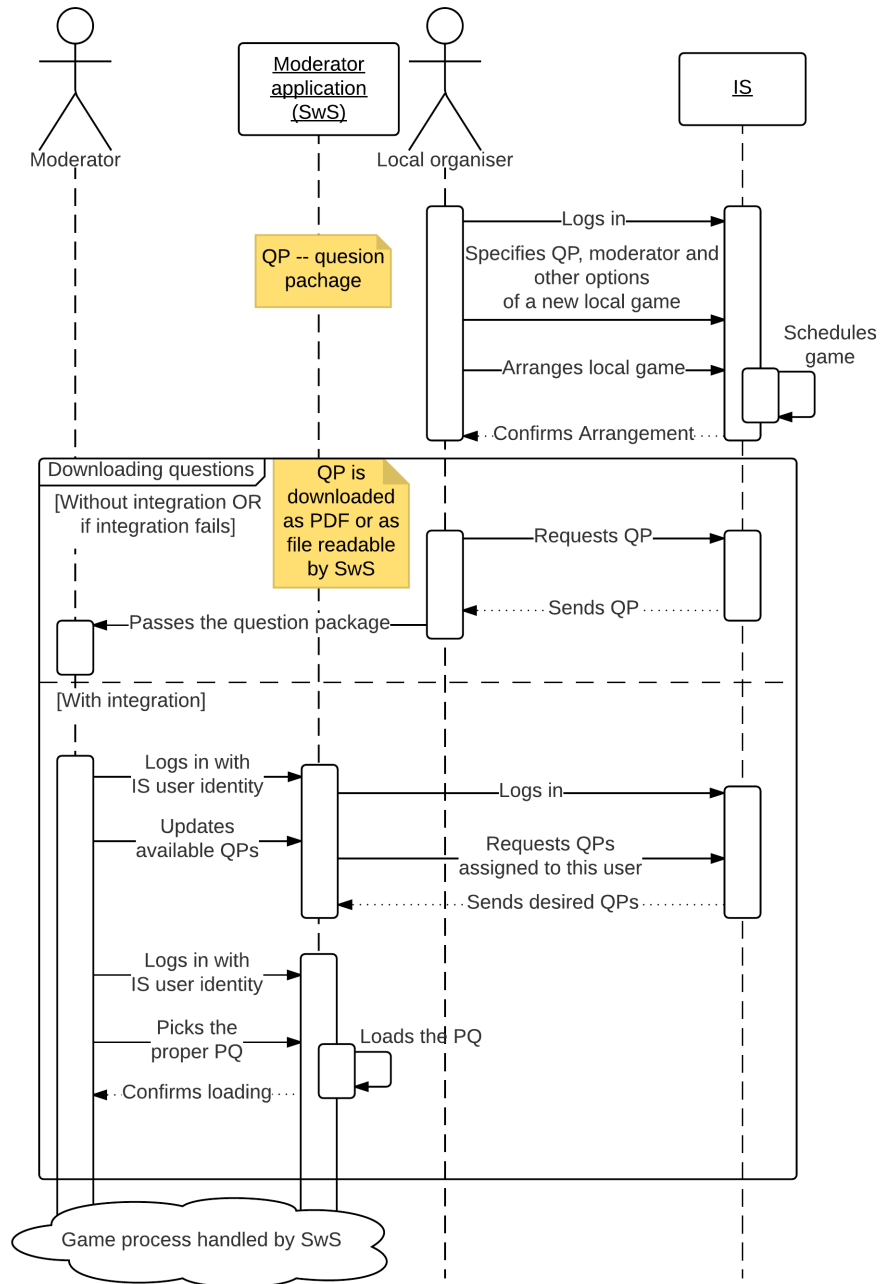 Moderator
application
(SwS)
IS
Moderator
Local organiser
Logs in
QP -- quesion
pachage
Specifies QP, moderator and
other options
of a new local game
Schedules
game
Arranges local game
Confirms Arrangement
Downloading questions
[Without integration OR
if integration fails]
QP is
downloaded
as PDF or as
file readable
by SwS
Requests QP
Sends QP
Passes the question package
[With integration]
Logs in with
IS user identity
Logs in
Updates
available QPs
Requests QPs
assigned to this user
Sends desired QPs
Logs in with
IS user identity
Picks the
proper PQ
Loads the PQ
Confirms loading
Game process handled by SwS